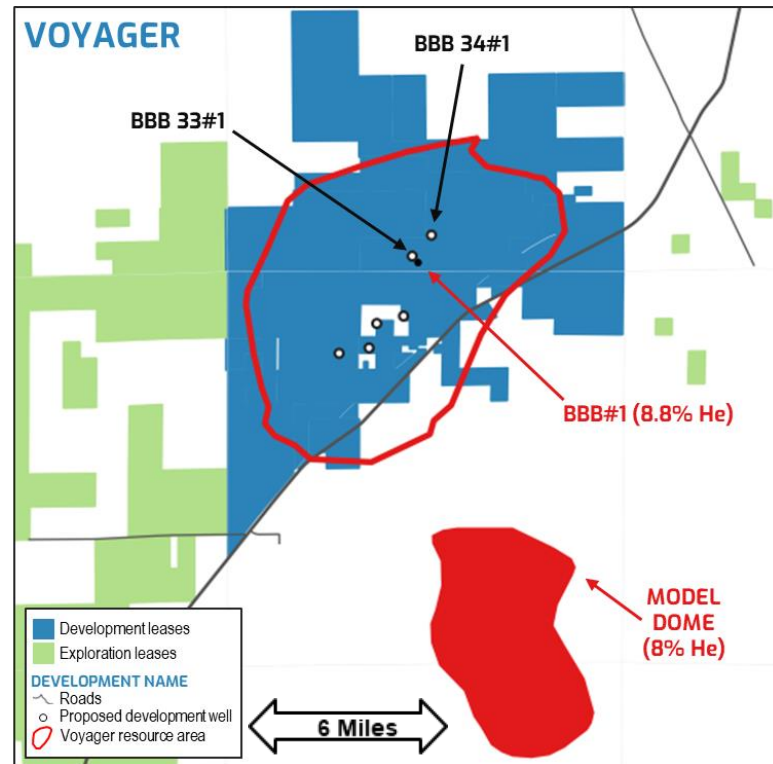 VOYAGER
BBB 34#1
BBB 33#1
BBB#1 (8.8% He)
MODEL
DOME
(8% He)
Development leases
Exploration leases
DEVELOPMENT NAME
Roads
Proposed development well
Voyager resource area
6 Miles